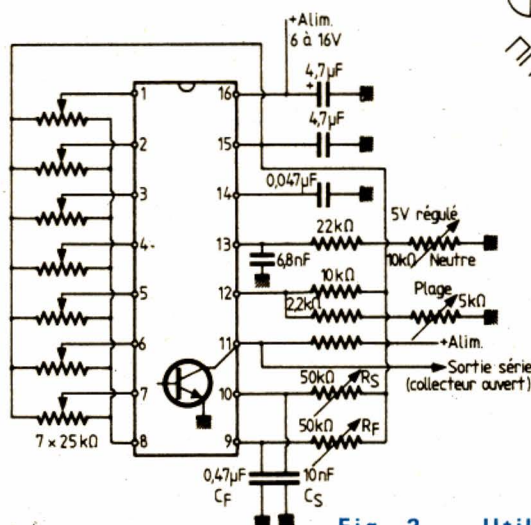 +Alim.
6 à 16V
4,7µF
+
4,7µF
0,047µF
1
2
3
4
5
6
7
8
16
15
14
13
12
11
10
9
22kΩ
5V régulé
10kΩ Neutre
6,8nF
10kΩ
2,2kΩ
Plage
5kΩ
+Alim.
Sortie série
(collecteur ouvert)
50kΩ
RS
50kΩ
RF
7 x 25kΩ
0,47µF
CF
10nF
CS